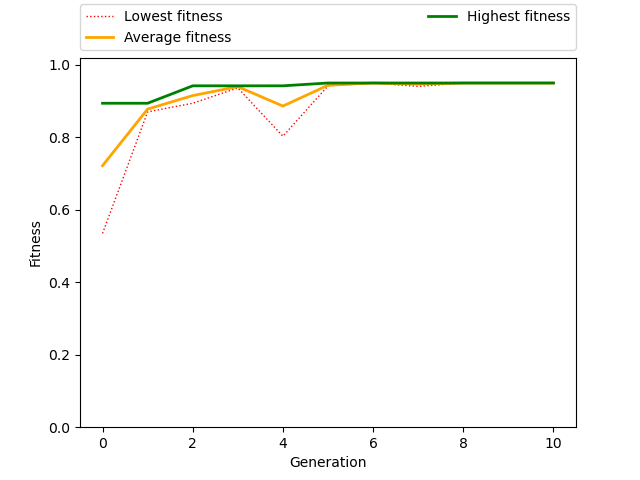 Lowest fitness
Average fitness
Highest fitness
1.0
0.8
0.6
0.4
0.2
0.0
Fitness
0 2 4 6 8 10
Generation